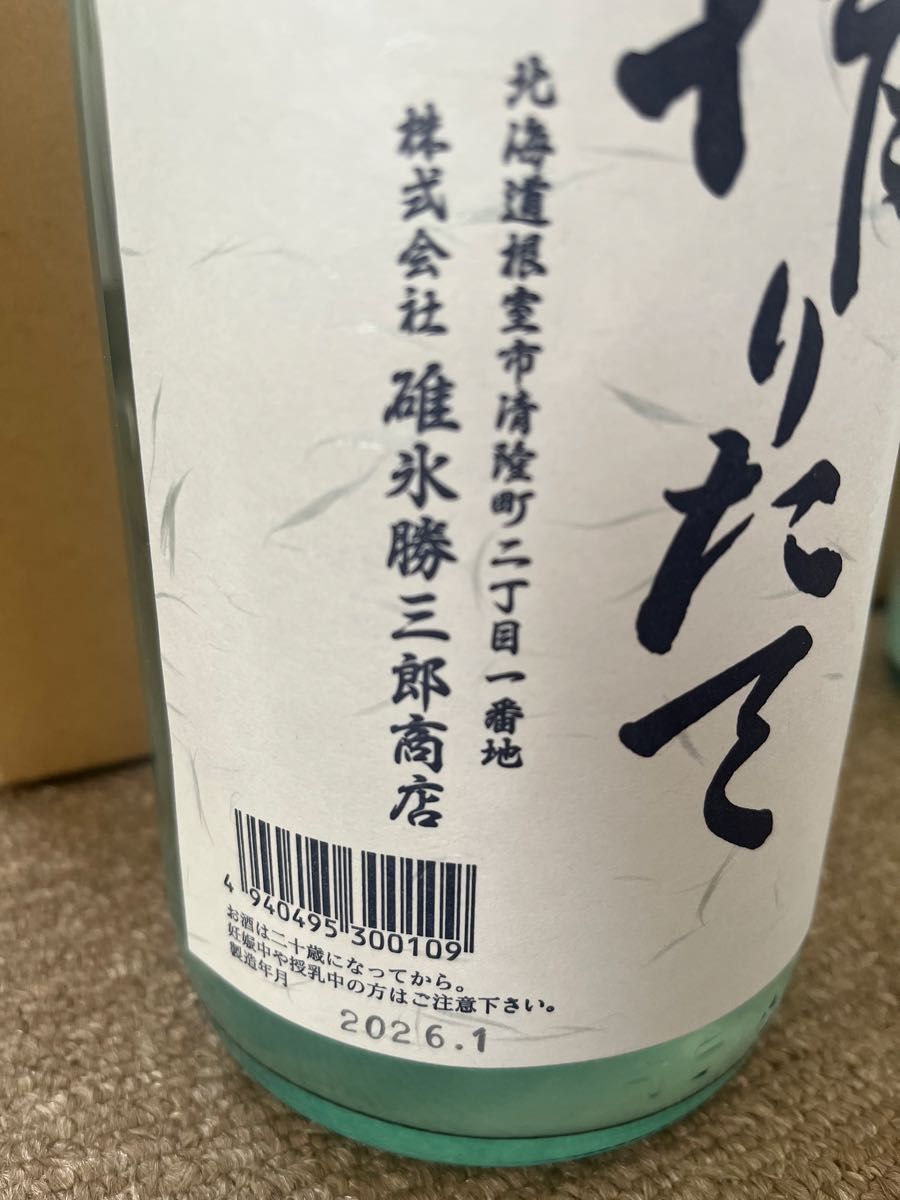 りたて
北海道根室市清隆町二丁目一番地
株式会社 碓氷勝三郎商店
4 940495 300109
お酒は二十歳になってから。
妊娠中や授乳中の方はご注意下さい。
製造年月
2026.1